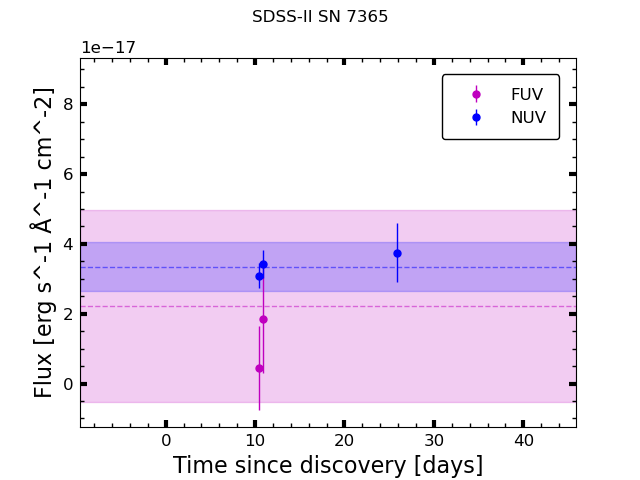 SDSS-II SN 7365
1e−17
FUV
NUV
8
6
4
2
0
Flux [erg s^-1 Å^-1 cm^-2]
0 10 20 30 40
Time since discovery [days]